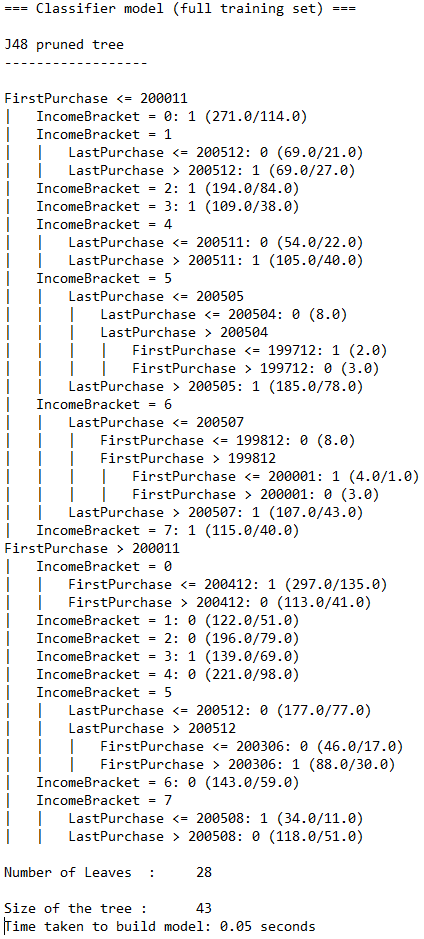 === Classifier model (full training set) ===
J48 pruned tree
------------------
FirstPurchase <= 200011
|   IncomeBracket = 0: 1 (271.0/114.0)
|   IncomeBracket = 1
|   |   LastPurchase <= 200512: 0 (69.0/21.0)
|   |   LastPurchase > 200512: 1 (69.0/27.0)
|   IncomeBracket = 2: 1 (194.0/84.0)
|   IncomeBracket = 3: 1 (109.0/38.0)
|   IncomeBracket = 4
|   |   LastPurchase <= 200511: 0 (54.0/22.0)
|   |   LastPurchase > 200511: 1 (105.0/40.0)
|   IncomeBracket = 5
|   |   LastPurchase <= 200505
|   |   |   LastPurchase <= 200504: 0 (8.0)
|   |   |   LastPurchase > 200504
|   |   |   |   FirstPurchase <= 199712: 1 (2.0)
|   |   |   |   FirstPurchase > 199712: 0 (3.0)
|   |   LastPurchase > 200505: 1 (185.0/78.0)
|   IncomeBracket = 6
|   |   LastPurchase <= 200507
|   |   |   FirstPurchase <= 199812: 0 (8.0)
|   |   |   FirstPurchase > 199812
|   |   |   |   FirstPurchase <= 200001: 1 (4.0/1.0)
|   |   |   |   FirstPurchase > 200001: 0 (3.0)
|   |   LastPurchase > 200507: 1 (107.0/43.0)
|   IncomeBracket = 7: 1 (115.0/40.0)
FirstPurchase > 200011
|   IncomeBracket = 0
|   |   FirstPurchase <= 200412: 1 (297.0/135.0)
|   |   FirstPurchase > 200412: 0 (113.0/41.0)
|   IncomeBracket = 1: 0 (122.0/51.0)
|   IncomeBracket = 2: 0 (196.0/79.0)
|   IncomeBracket = 3: 1 (139.0/69.0)
|   IncomeBracket = 4: 0 (221.0/98.0)
|   IncomeBracket = 5
|   |   LastPurchase <= 200512: 0 (177.0/77.0)
|   |   LastPurchase > 200512
|   |   |   FirstPurchase <= 200306: 0 (46.0/17.0)
|   |   |   FirstPurchase > 200306: 1 (88.0/30.0)
|   IncomeBracket = 6: 0 (143.0/59.0)
|   IncomeBracket = 7
|   |   LastPurchase <= 200508: 1 (34.0/11.0)
|   |   LastPurchase > 200508: 0 (118.0/51.0)
Number of Leaves  :     28
Size of the tree :      43
Time taken to build model: 0.05 seconds